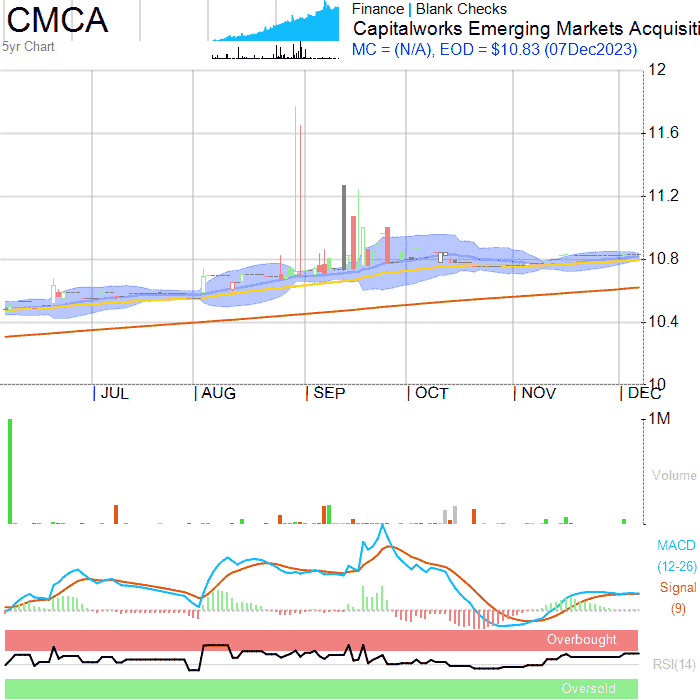 CMCA
5yr Chart
Finance | Blank Checks
Capitalworks Emerging Markets Acquisiti
MC = (N/A), EOD = $10.83 (07Dec2023)
12
11.6
11.2
10.8
10.4
10
JUL
AUG
SEP
OCT
NOV
DEC
1M
Volume
MACD
(12-26)
Signal
(9)
Overbought
RSI(14)
Oversold